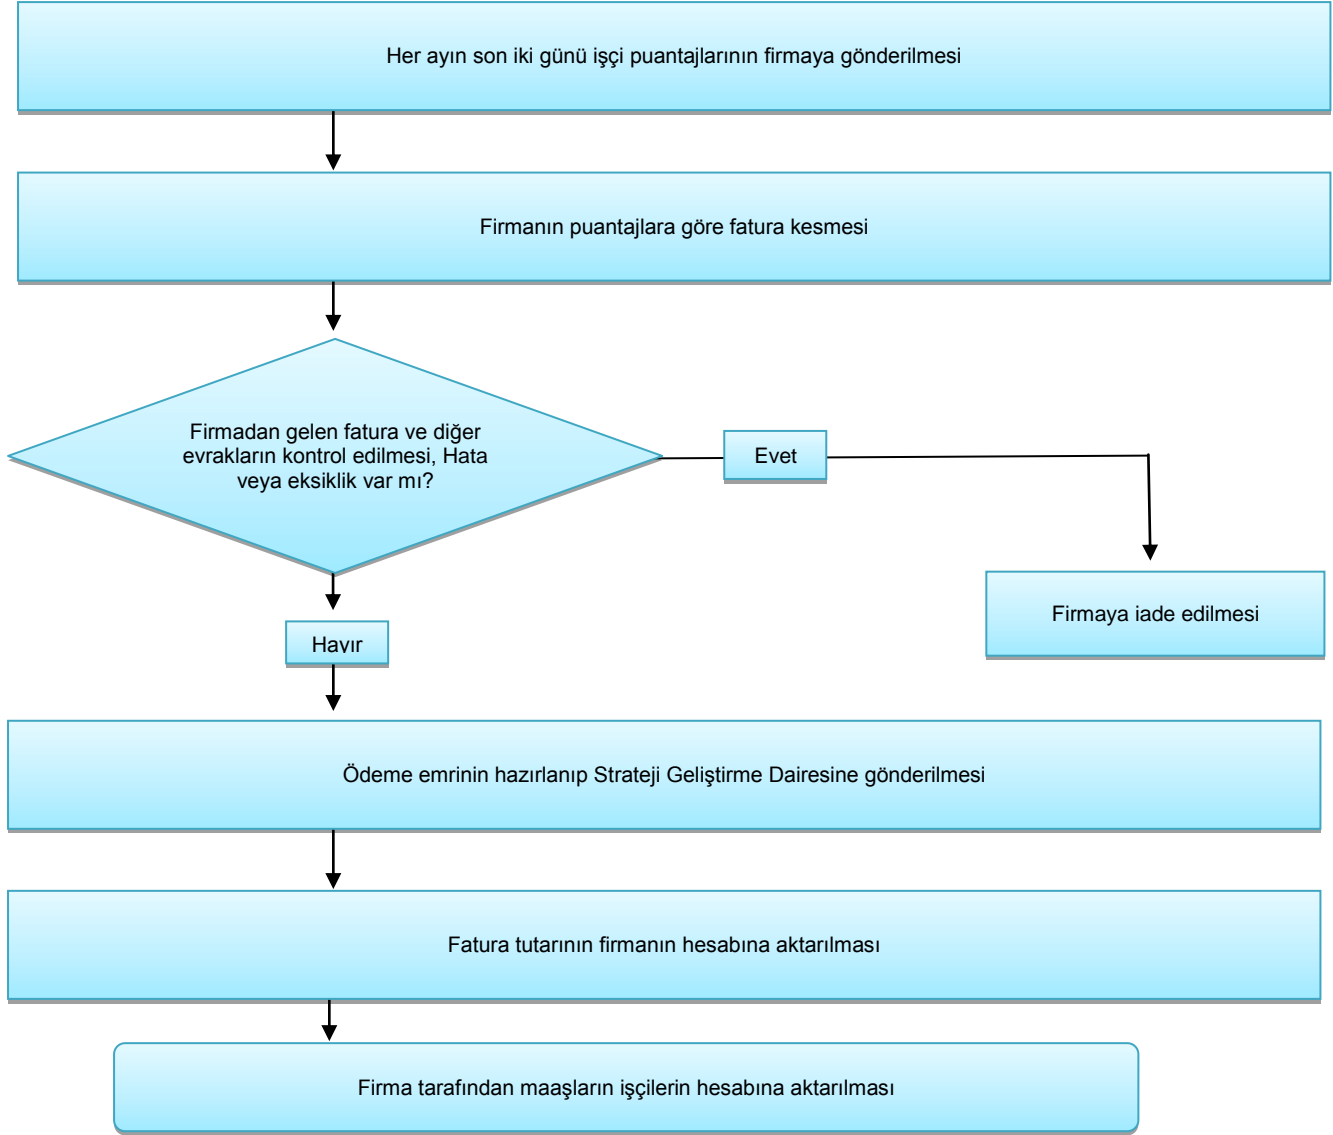 Her ayın son iki günü işçi puantajlarının firmaya gönderilmesi
Firmanın puantajlara göre fatura kesmesi
Firmadan gelen fatura ve diğer
evrakların kontrol edilmesi, Hata
veya eksiklik var mı?
Evet
Firmaya iade edilmesi
Hayır
Ödeme emrinin hazırlanıp Strateji Geliştirme Dairesine gönderilmesi
Fatura tutarının firmanın hesabına aktarılması
Firma tarafından maaşların işçilerin hesabına aktarılması